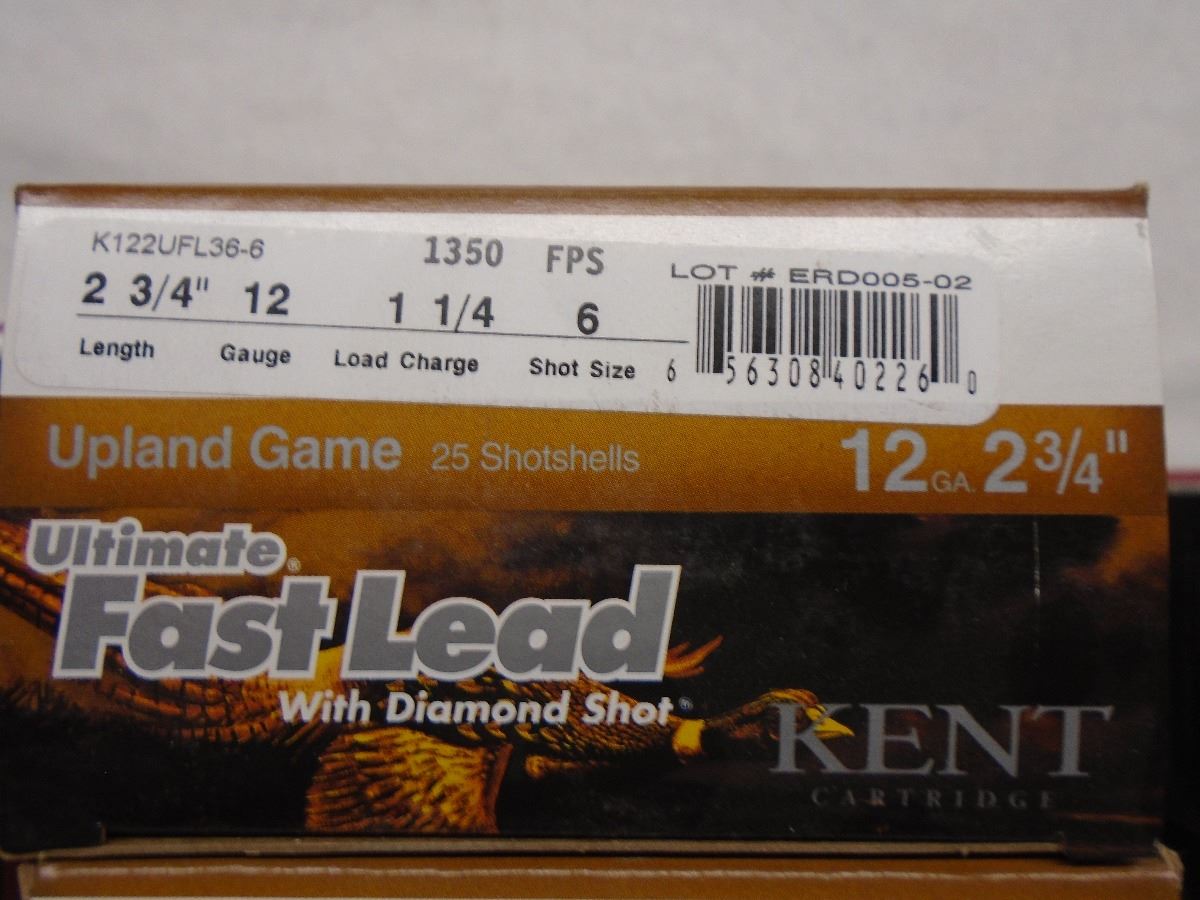 K122UFL36-6 1350 FPS LOT # ERD005-02
2 3/4" 12 1 1/4 6
Length Gauge Load Charge Shot Size
6 56308 40226 0
Upland Game 25 Shotshells 12 GA. 2 3/4"
Ultimate®
Fast Lead
With Diamond Shot®
KENT
CARTRIDGE